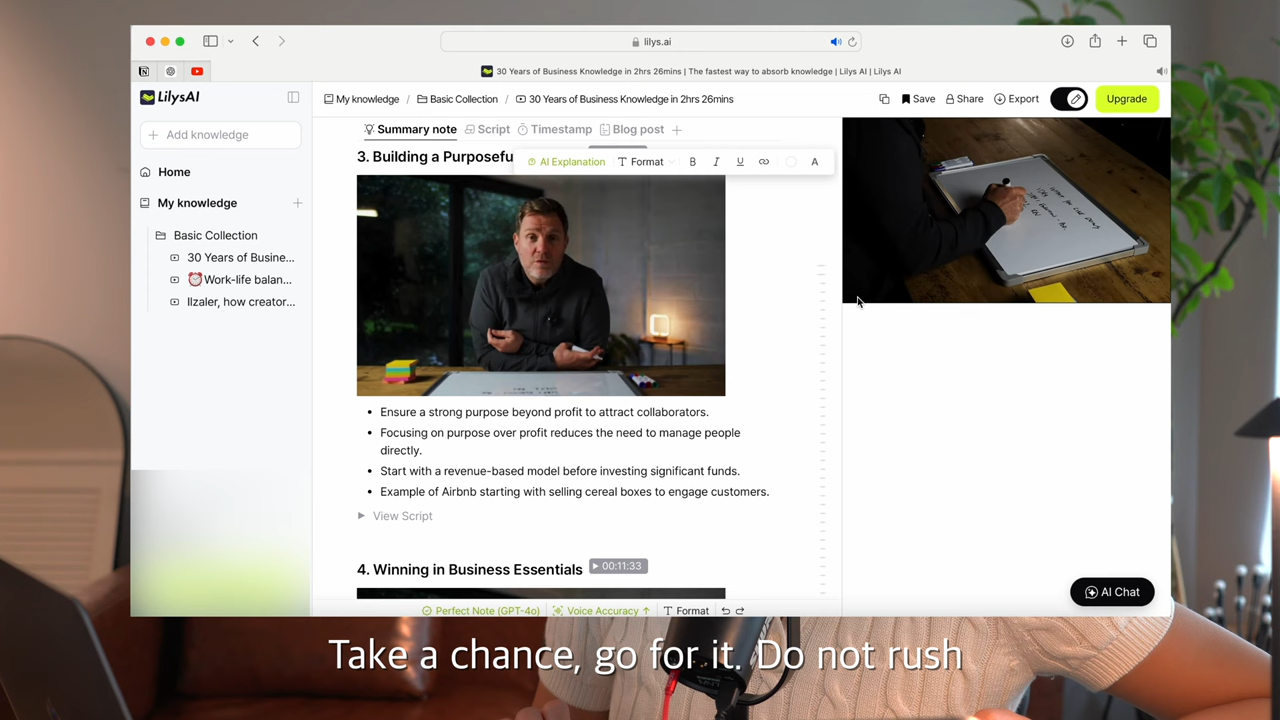 lilys.ai
30 Years of Business Knowledge in 2hrs 26mins | The fastest way to absorb knowledge | Lilys AI | Lilys AI
LilysAI
My knowledge / Basic Collection / 30 Years of Business Knowledge in 2hrs 26mins
Save
Share
Export
Upgrade
Add knowledge
Home
My knowledge
Basic Collection
30 Years of Busine...
⏰Work-life balan...
Ilzaler, how creator...
Summary note
Script
Timestamp
Blog post
3. Building a Purposefu
AI Explanation
Format
B
I
U
A
• Ensure a strong purpose beyond profit to attract collaborators.
• Focusing on purpose over profit reduces the need to manage people
directly.
• Start with a revenue-based model before investing significant funds.
• Example of Airbnb starting with selling cereal boxes to engage customers.
View Script
4. Winning in Business Essentials
00:11:33
Perfect Note (GPT-4o)
Voice Accuracy ↑
Format
AI Chat
Take a chance, go for it. Do not rush